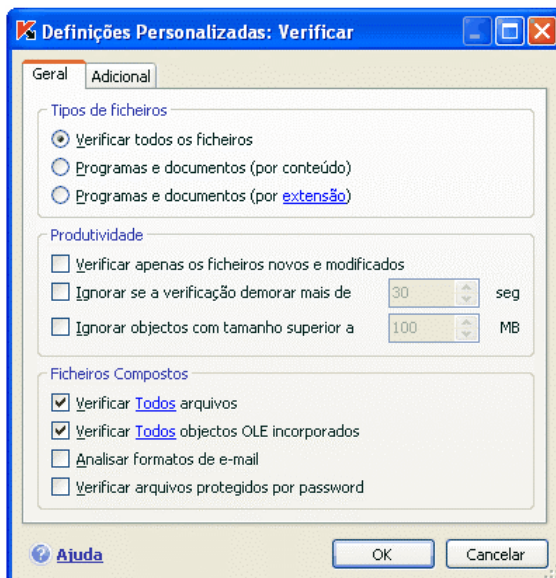 Definições Personalizadas: Verificar
Geral Adicional
Tipos de ficheiros
Verificar todos os ficheiros
Programas e documentos (por conteúdo)
Programas e documentos (por extensão)
Produtividade
Verificar apenas os ficheiros novos e modificados
Ignorar se a verificação demorar mais de 30 seg
Ignorar objectos com tamanho superior a 100 MB
Ficheiros Compostos
Verificar Todos arquivos
Verificar Todos objectos OLE incorporados
Analisar formatos de e-mail
Verificar arquivos protegidos por password
Ajuda OK Cancelar